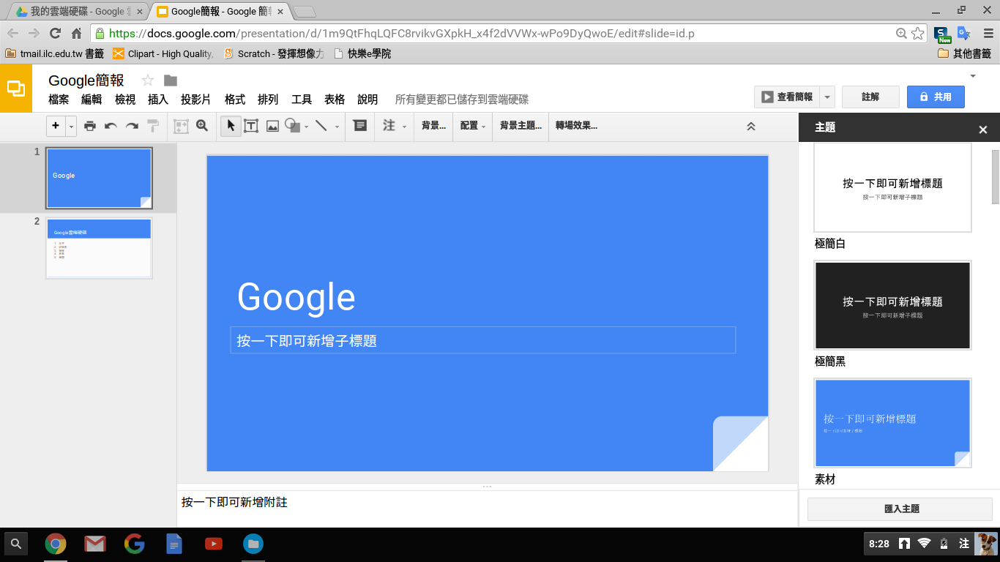 我的雲端硬碟 - Google
Google簡報 - Google 簡
https://docs.google.com/presentation/d/1m9QtFhqLQFC8rvikvGXpkH_x4f2dVVWx-wPo9DyQwoE/edit#slide=id.p
New
tmail.ilc.edu.tw 書籤
Clipart - High Quality,
Scratch - 發揮想像力
快樂e學院
其他書籤
Google簡報
檔案 編輯 檢視 插入 投影片 格式 排列 工具 表格 說明 所有變更都已儲存到雲端硬碟
查看簡報
註解
共用
注 背景... 配置 背景主題... 轉場效果...
主題
1
Google
2
Google雲端硬碟
Google
按一下即可新增子標題
按一下即可新增附註
按一下即可新增標題
按一下即可新增子標題
極簡白
按一下即可新增標題
按一下即可新增子標題
極簡黑
按一下即可新增標題
素材
匯入主題
8:28 注